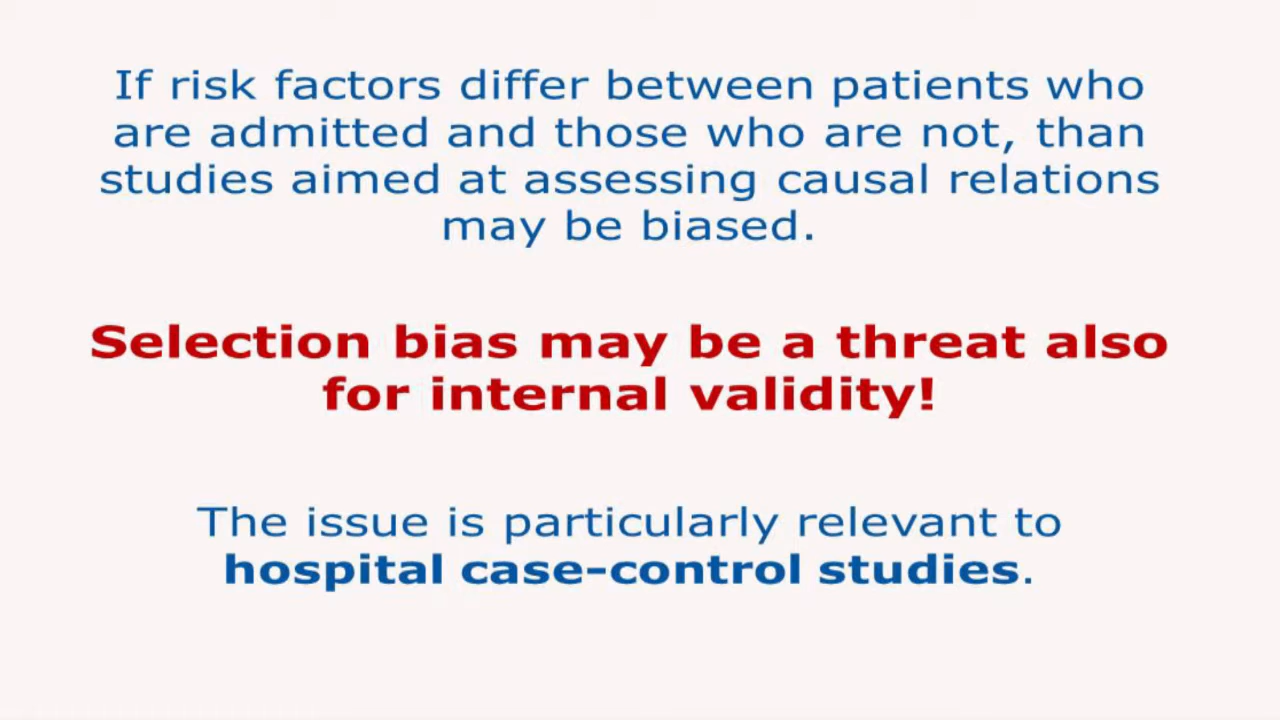 If risk factors differ between patients who
are admitted and those who are not, than
studies aimed at assessing causal relations
may be biased.
Selection bias may be a threat also
for internal validity!
The issue is particularly relevant to
hospital case-control studies.